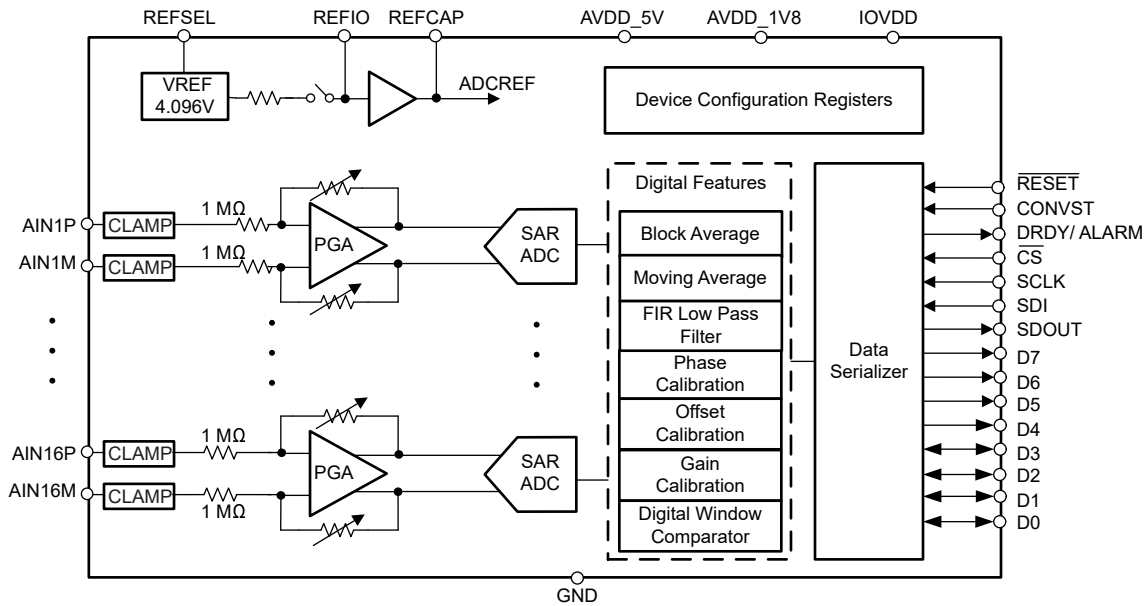 REFSEL
REFIO
REFCAP
AVDD_5V
AVDD_1V8
IOVDD
VREF
4.096V
ADCREF
Device Configuration Registers
AIN1P
CLAMP
1 MΩ
PGA
AIN1M
CLAMP
1 MΩ
SAR
ADC
AIN16P
CLAMP
1 MΩ
PGA
AIN16M
CLAMP
1 MΩ
SAR
ADC
Digital Features
Block Average
Moving Average
FIR Low Pass
Filter
Phase
Calibration
Offset
Calibration
Gain
Calibration
Digital Window
Comparator
Data
Serializer
RESET
CONVST
DRDY/ ALARM
CS
SCLK
SDI
SDOUT
D7
D6
D5
D4
D3
D2
D1
D0
GND